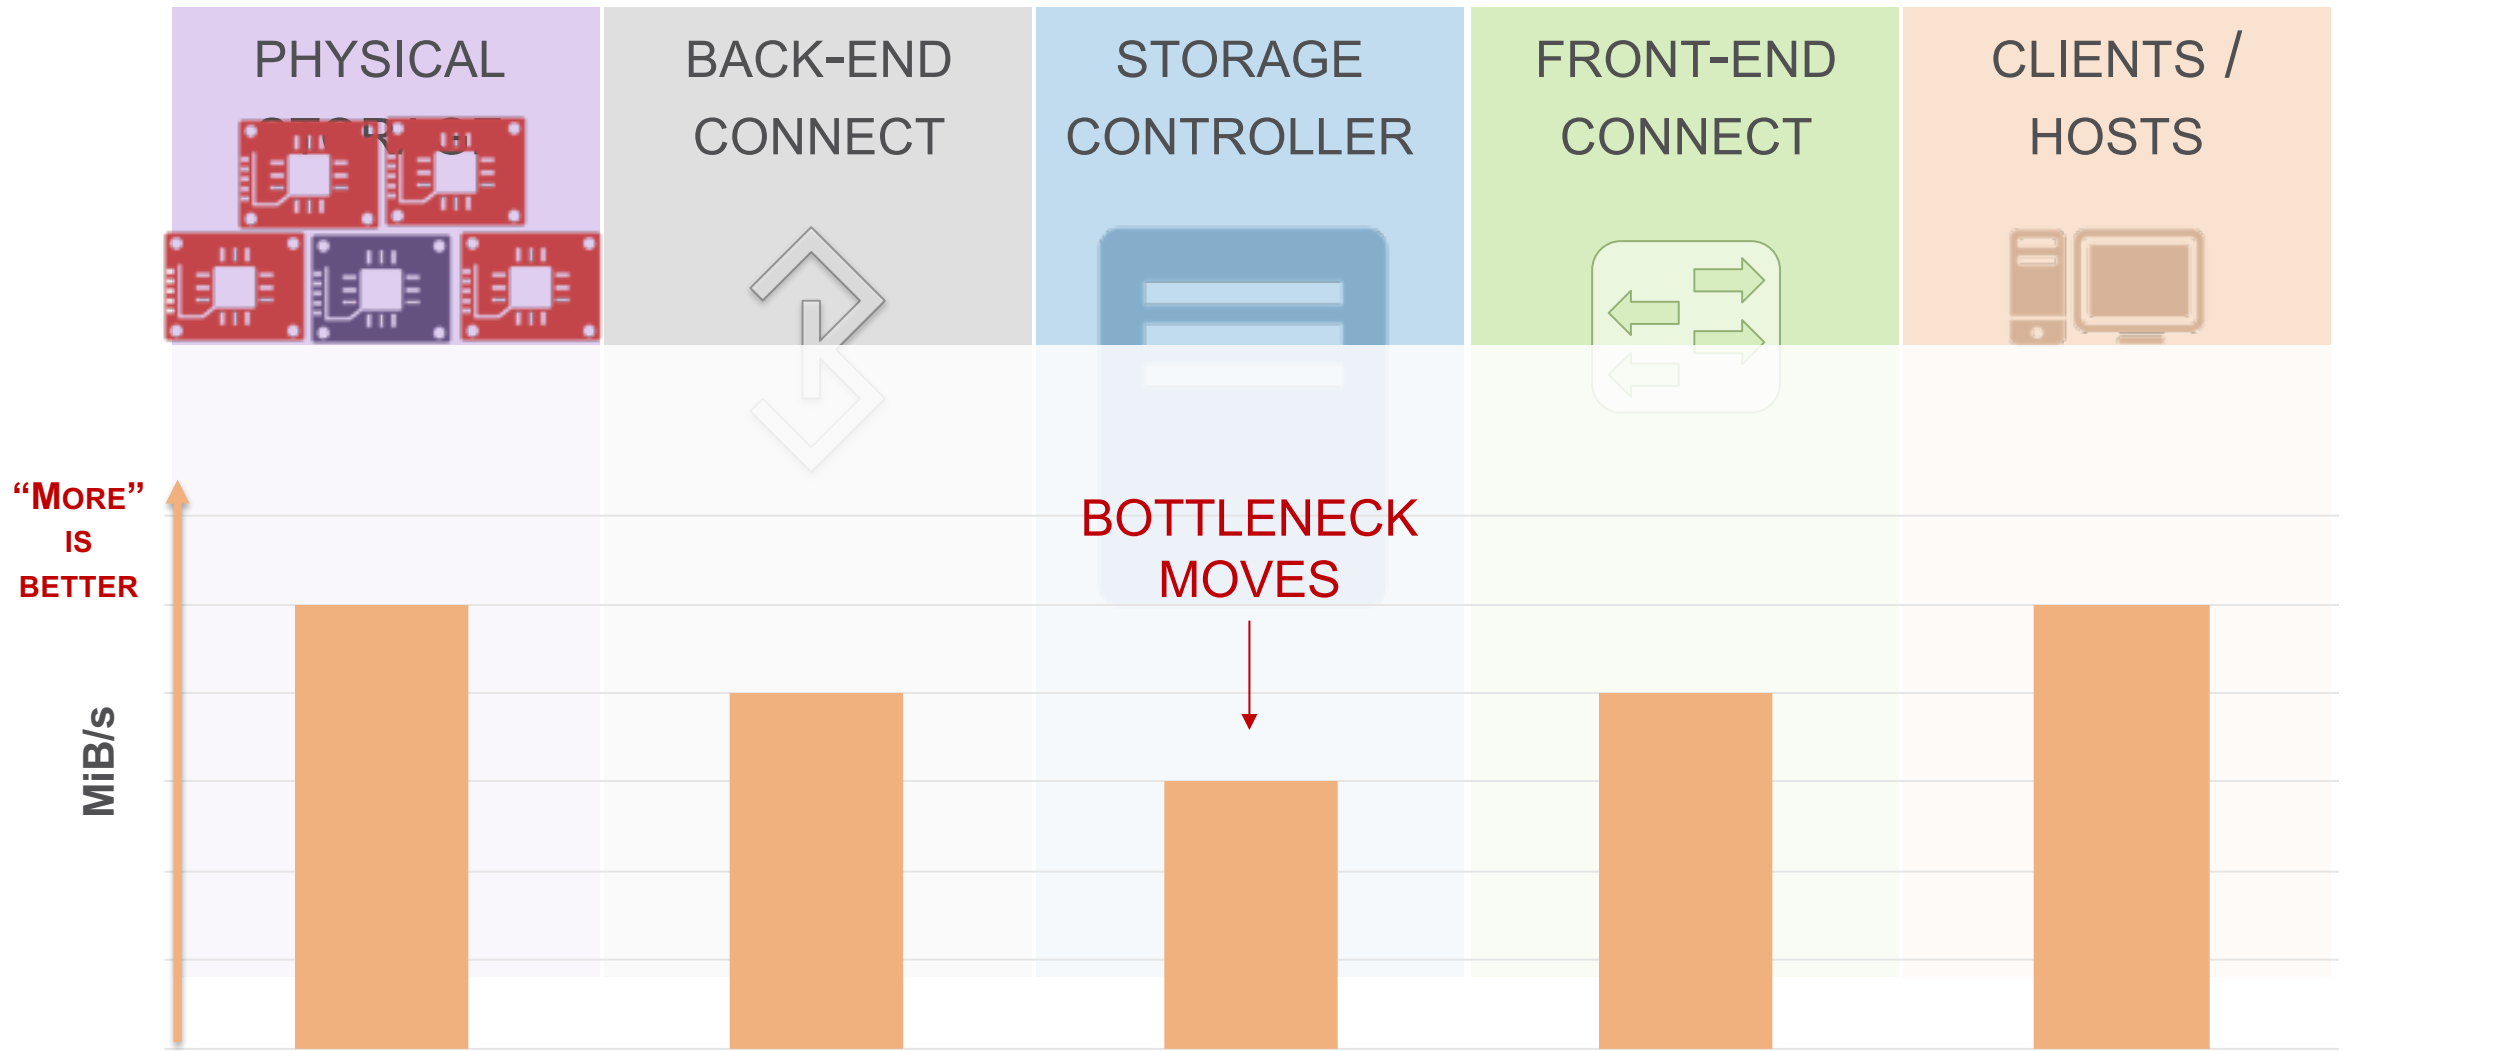 PHYSICAL
BACK-END
CONNECT
STORAGE
CONTROLLER
FRONT-END
CONNECT
CLIENTS /
HOSTS
“MORE”
IS
BETTER
BOTTLENECK
MOVES
MiB/s